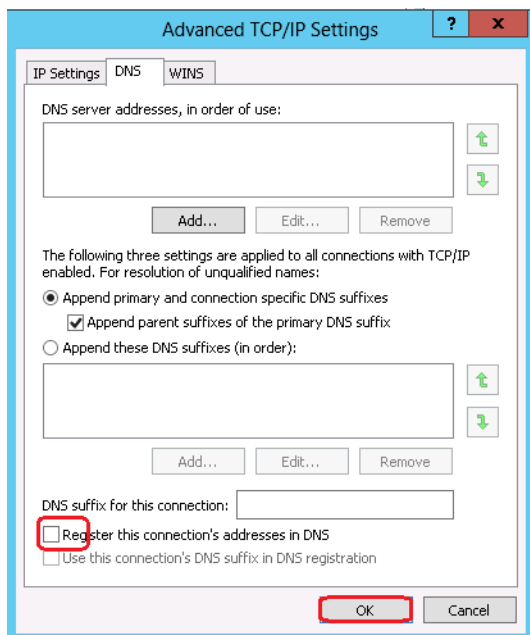 Advanced TCP/IP Settings
?
x
IP Settings
DNS
WINS
DNS server addresses, in order of use:
Add...
Edit...
Remove
The following three settings are applied to all connections with TCP/IP
enabled. For resolution of unqualified names:
Append primary and connection specific DNS suffixes
Append parent suffixes of the primary DNS suffix
Append these DNS suffixes (in order):
Add...
Edit...
Remove
DNS suffix for this connection:
Register this connection's addresses in DNS
Use this connection's DNS suffix in DNS registration
OK
Cancel